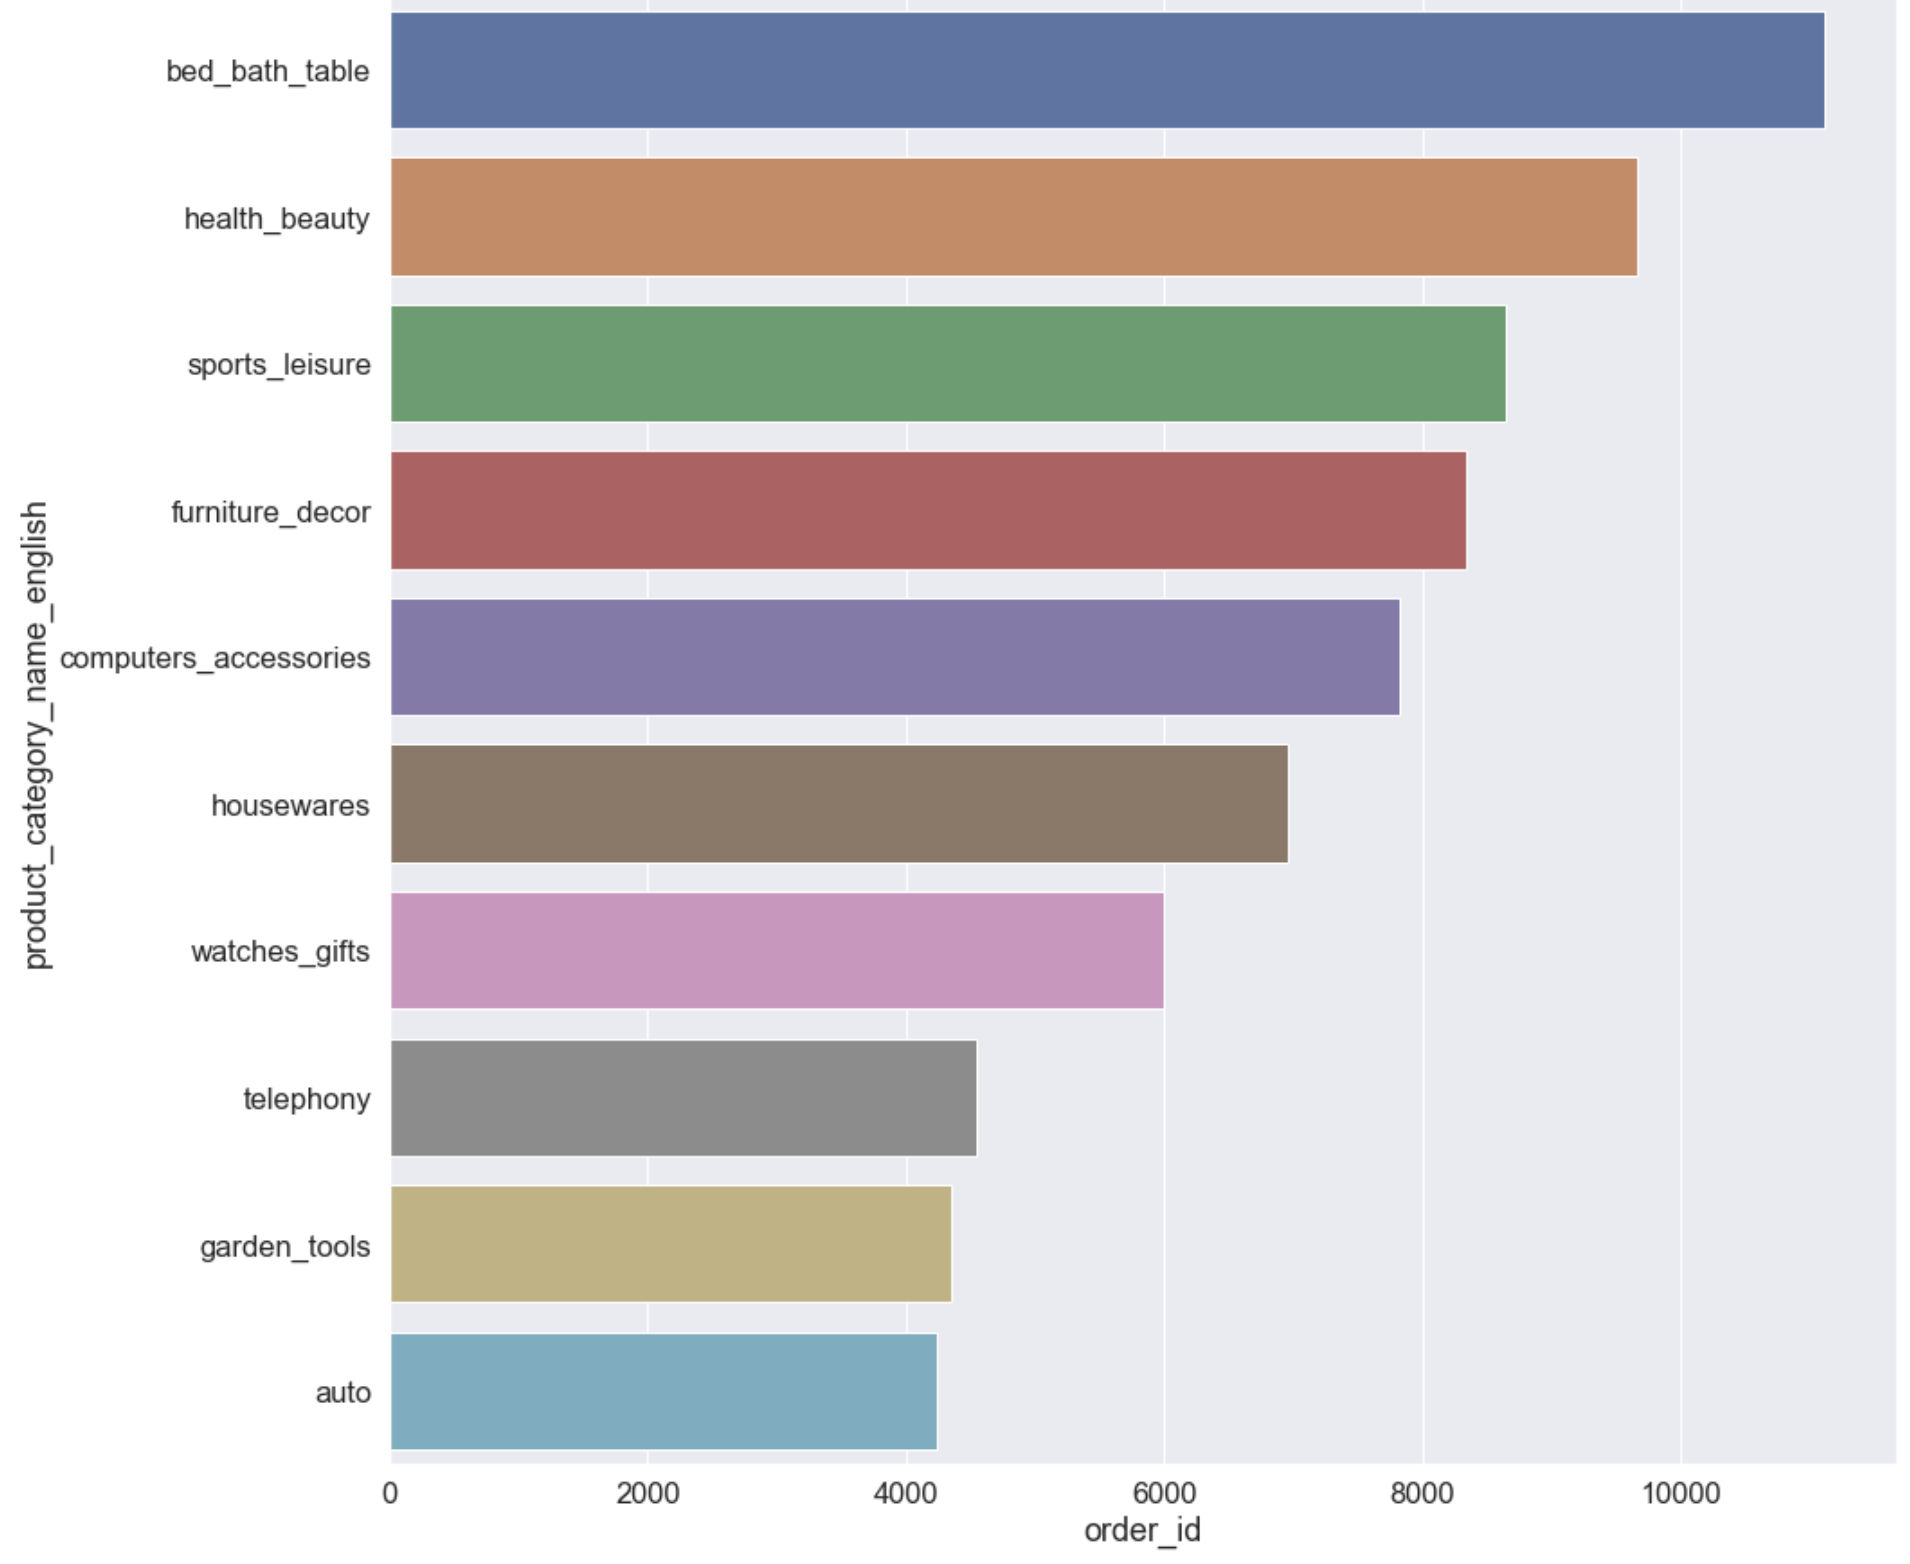 bed_bath_table
health_beauty
sports_leisure
furniture_decor
computers_accessories
housewares
watches_gifts
telephony
garden_tools
auto
product_category_name_english
0 2000 4000 6000 8000 10000
order_id